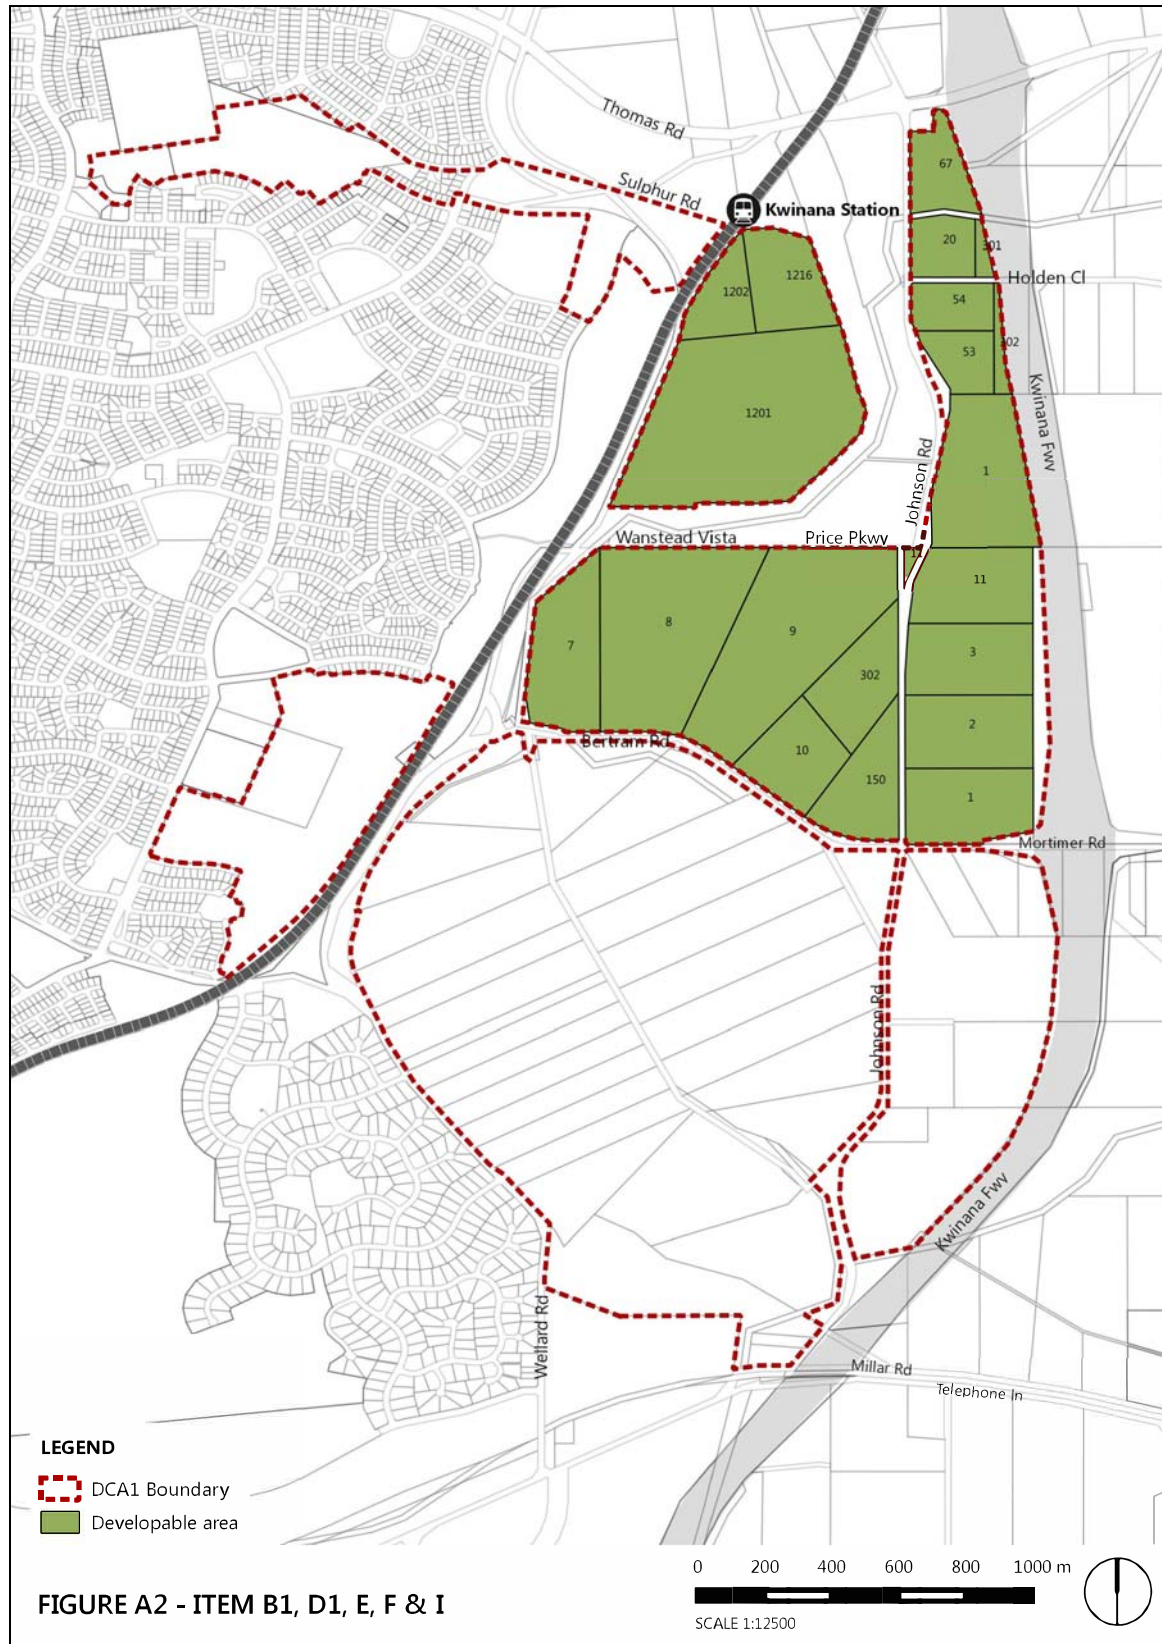 Thomas Rd
67
Sulphur Rd
Kwinana Station
20
301
1216
Holden Cl
1202
54
302
53
Kwinana Fwy
1201
1
Johnson Rd
Wanstead Vista
Price Pkwy
11
11
8
9
7
3
302
2
Bertram Rd
10
150
1
Mortimer Rd
Johnson Rd
Kwinana Fwy
Wellard Rd
Millar Rd
Telephone ln
LEGEND
DCA1 Boundary
Developable area
0 200 400 600 800 1000 m
FIGURE A2 - ITEM B1, D1, E, F & I
SCALE 1:12500